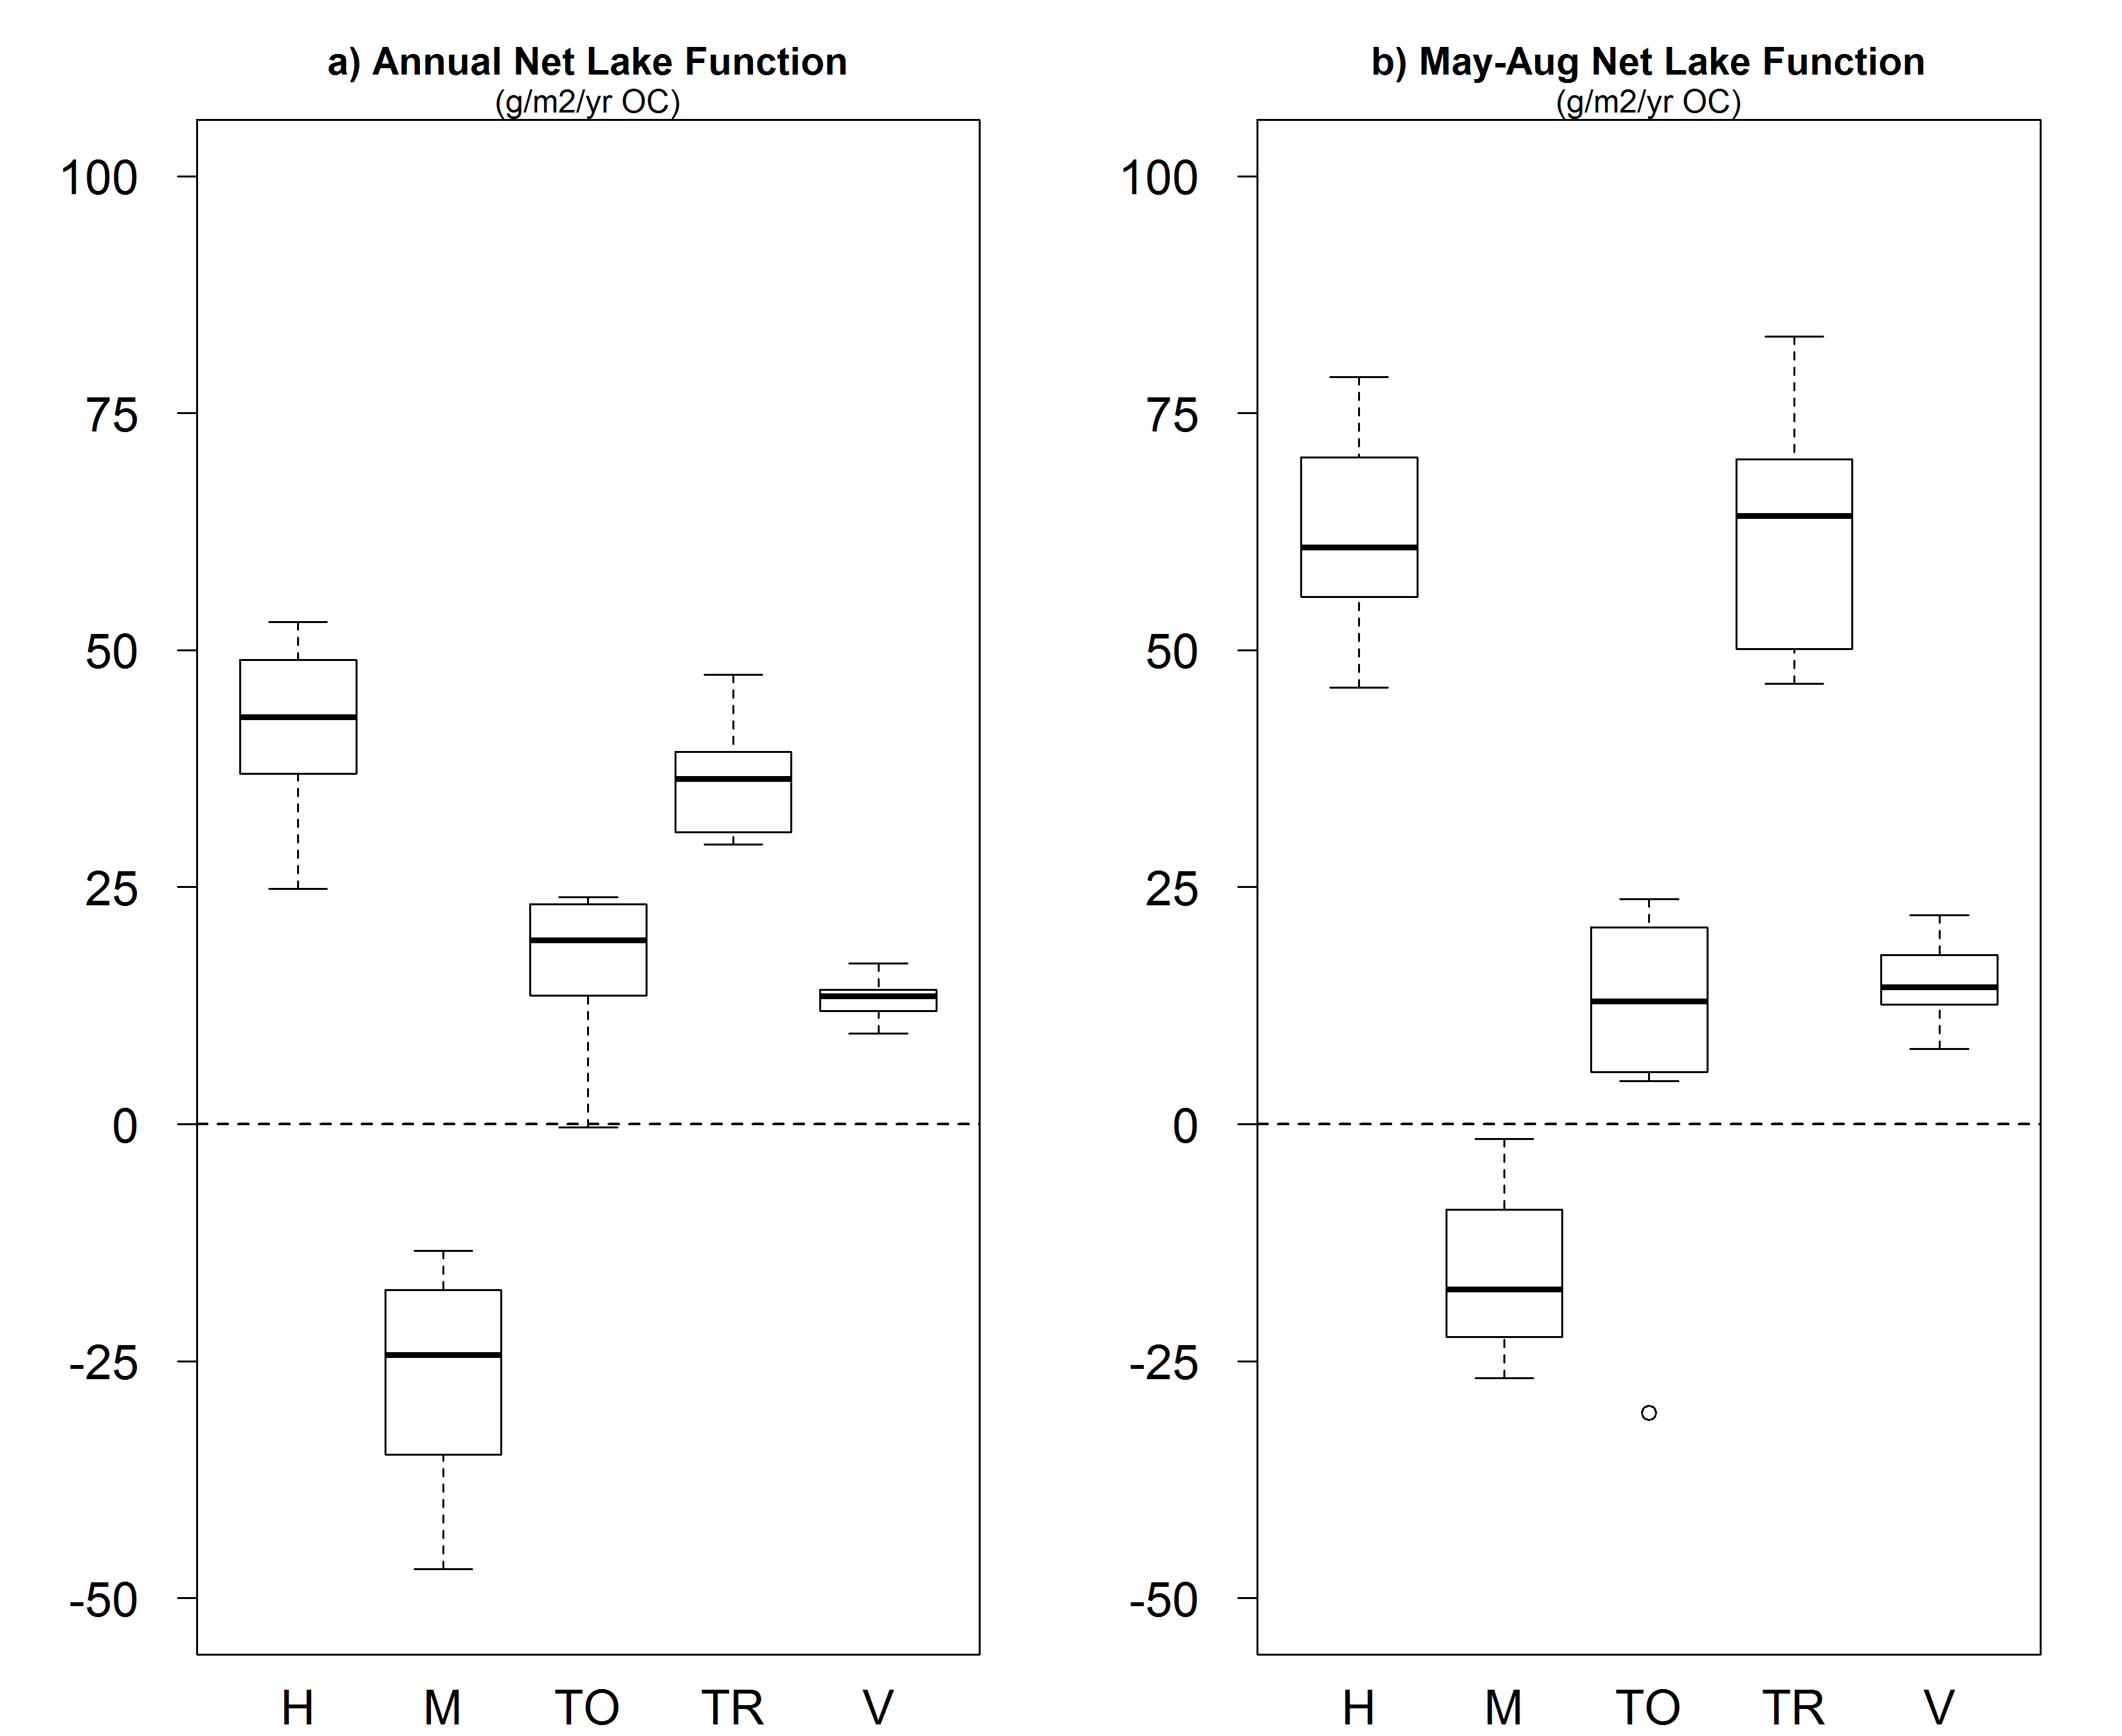 a) Annual Net Lake Function
(g/m2/yr OC)
100
75
50
25
0
-25
-50
H M TO TR V
b) May-Aug Net Lake Function
(g/m2/yr OC)
100
75
50
25
0
-25
-50
H M TO TR V